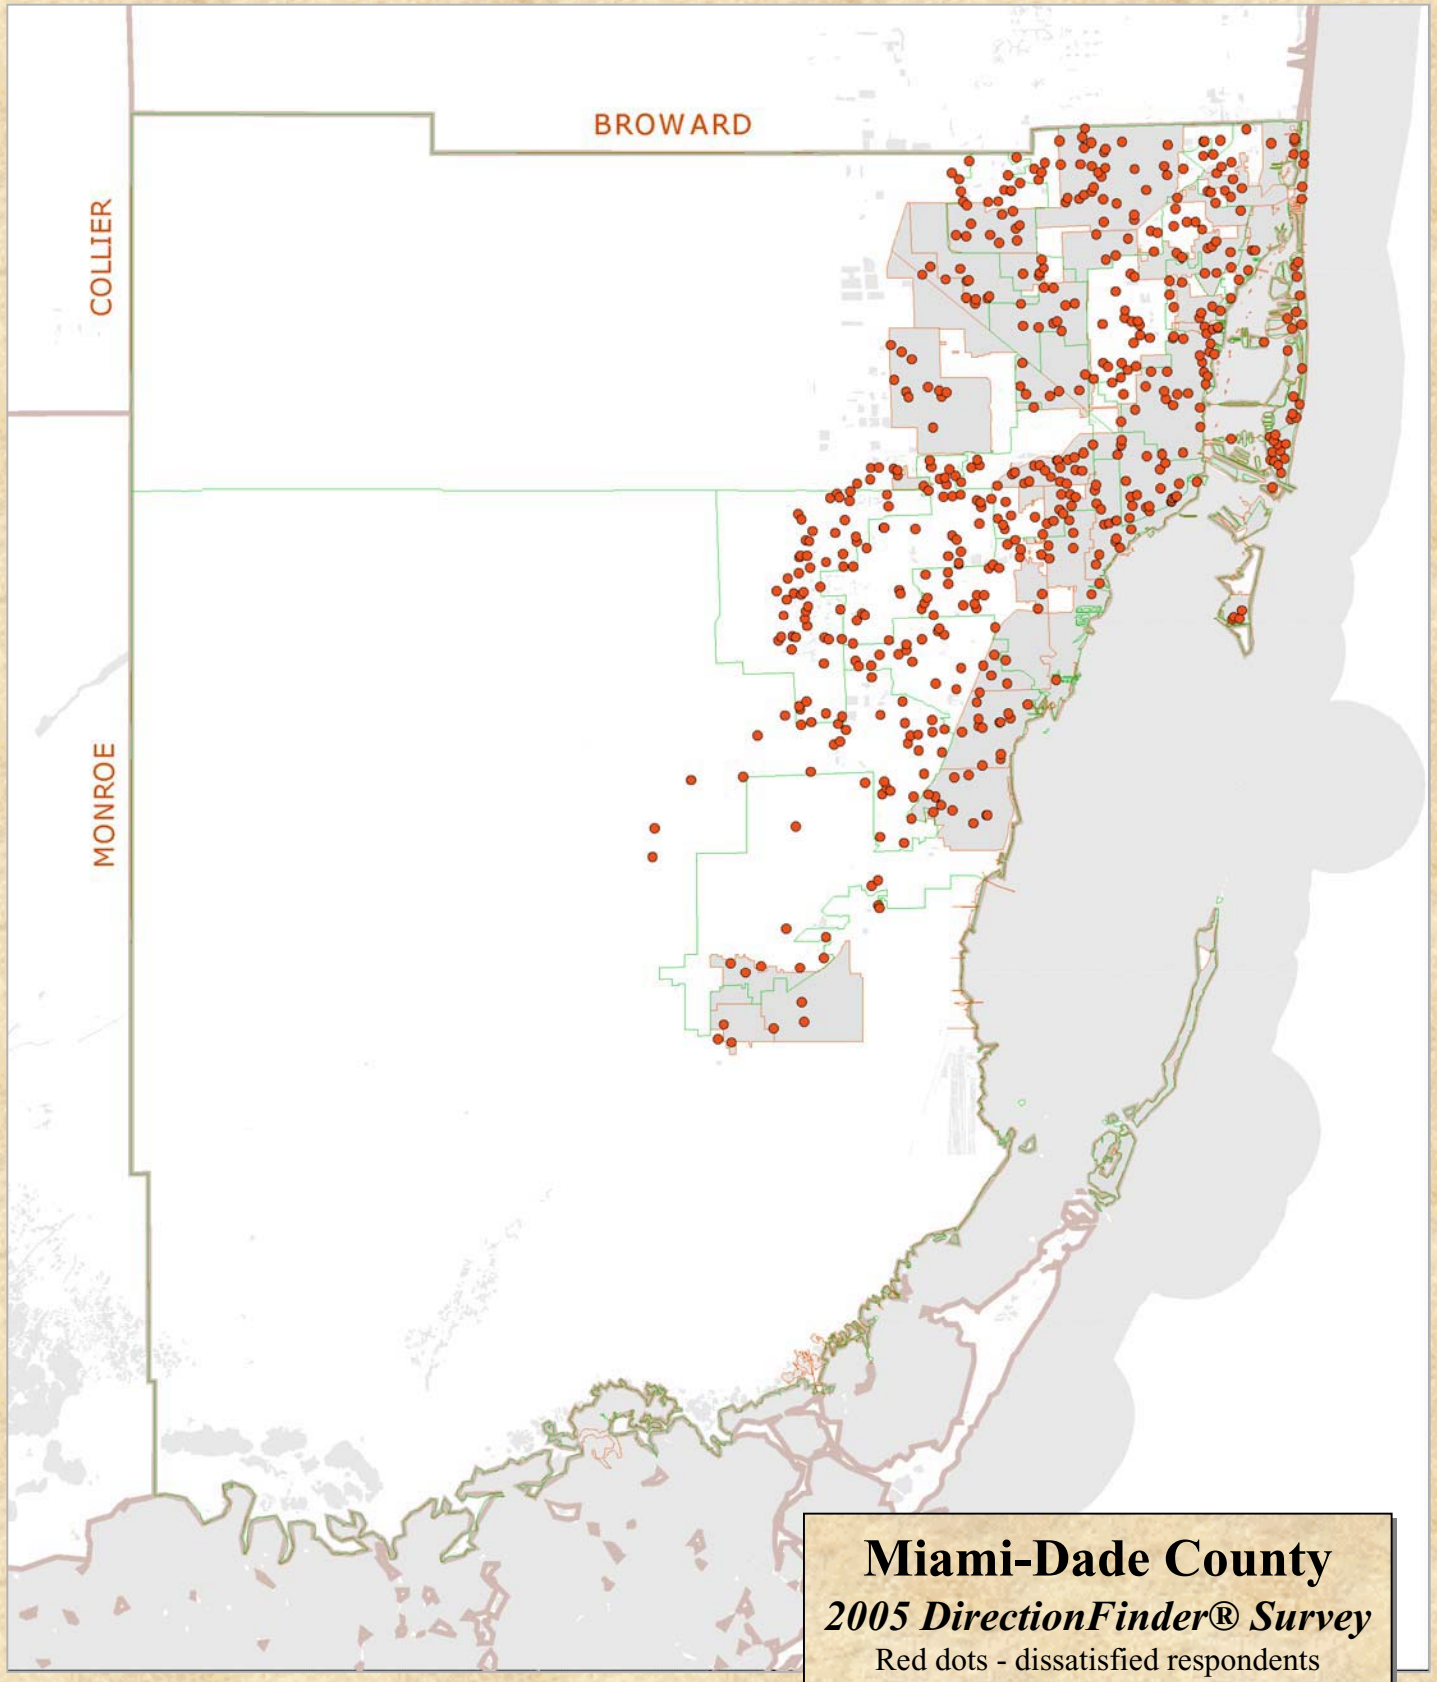 BROWARD
COLLIER
MONROE
Miami-Dade County
2005 DirectionFinder® Survey
Red dots - dissatisfied respondents